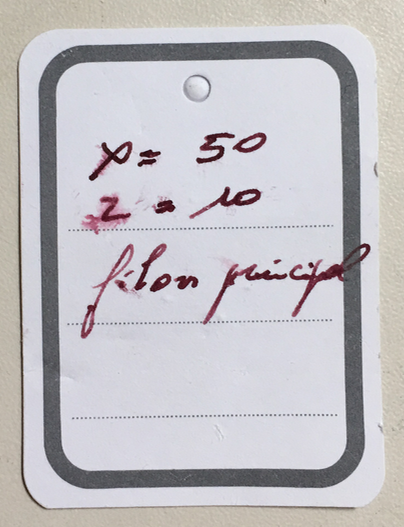 x = 50
z = 10
filon principal